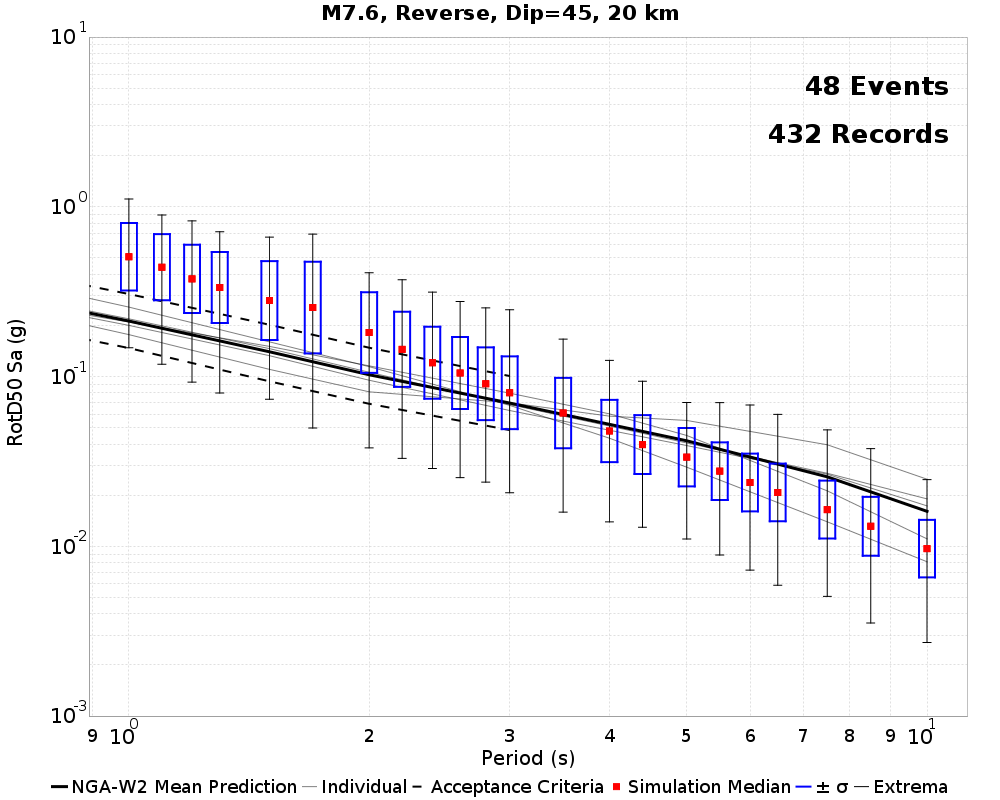 M7.6, Reverse, Dip=45, 20 km
48 Events
432 Records
RotD50 Sa (g)
10^1
10^0
10^-1
10^-2
10^-3
9 10^0 2 3 4 5 6 7 8 9 10^1
Period (s)
NGA-W2 Mean Prediction Individual Acceptance Criteria Simulation Median ± σ Extrema